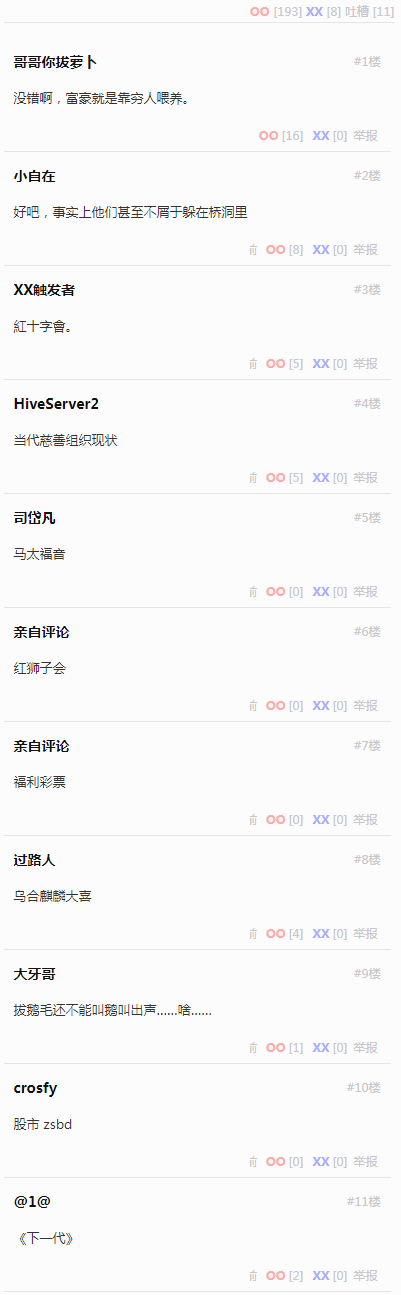 OO [193] XX [8] 吐槽 [11]
哥哥你拔萝卜 #1楼
没错啊，富豪就是靠穷人喂养。
OO [16] XX [0] 举报
小自在 #2楼
好吧，事实上他们甚至不屑于躲在桥洞里
OO [8] XX [0] 举报
XX触发者 #3楼
紅十字會。
OO [5] XX [0] 举报
HiveServer2 #4楼
当代慈善组织现状
OO [5] XX [0] 举报
司岱凡 #5楼
马太福音
OO [0] XX [0] 举报
亲自评论 #6楼
红狮子会
OO [0] XX [0] 举报
亲自评论 #7楼
福利彩票
OO [0] XX [0] 举报
过路人 #8楼
乌合麒麟大喜
OO [4] XX [0] 举报
大牙哥 #9楼
拔鹅毛还不能叫鹅叫出声……啥……
OO [1] XX [0] 举报
crosfy #10楼
股市 zsbd
OO [0] XX [0] 举报
@1@ #11楼
《下一代》
OO [2] XX [0] 举报